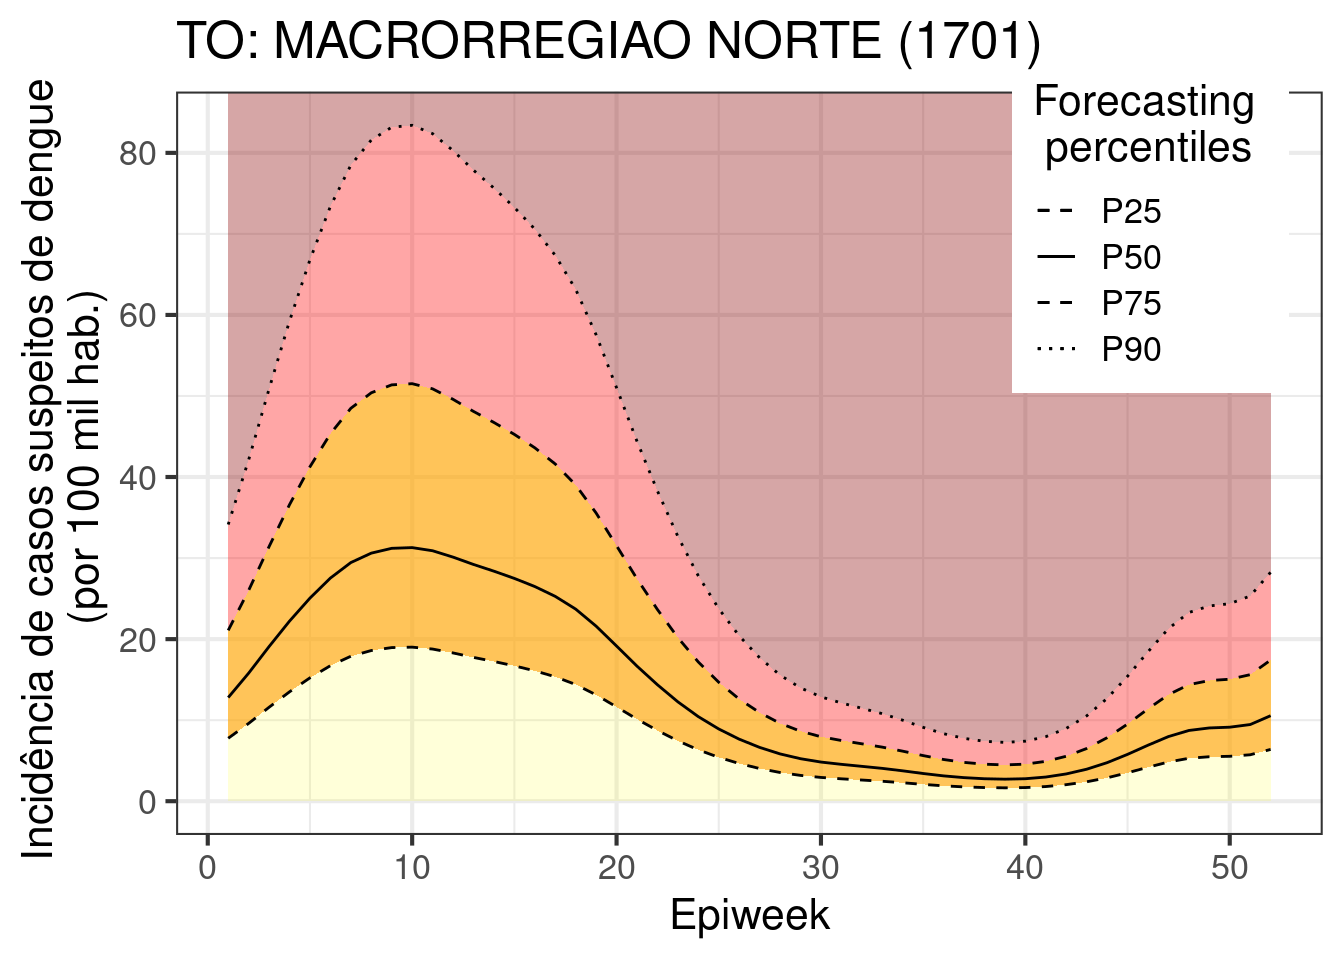 TO: MACRORREGIAO NORTE (1701)
Incidência de casos suspeitos de dengue
(por 100 mil hab.)
80
60
40
20
0
Forecasting
percentiles
P25
P50
P75
P90
0 10 20 30 40 50
Epiweek